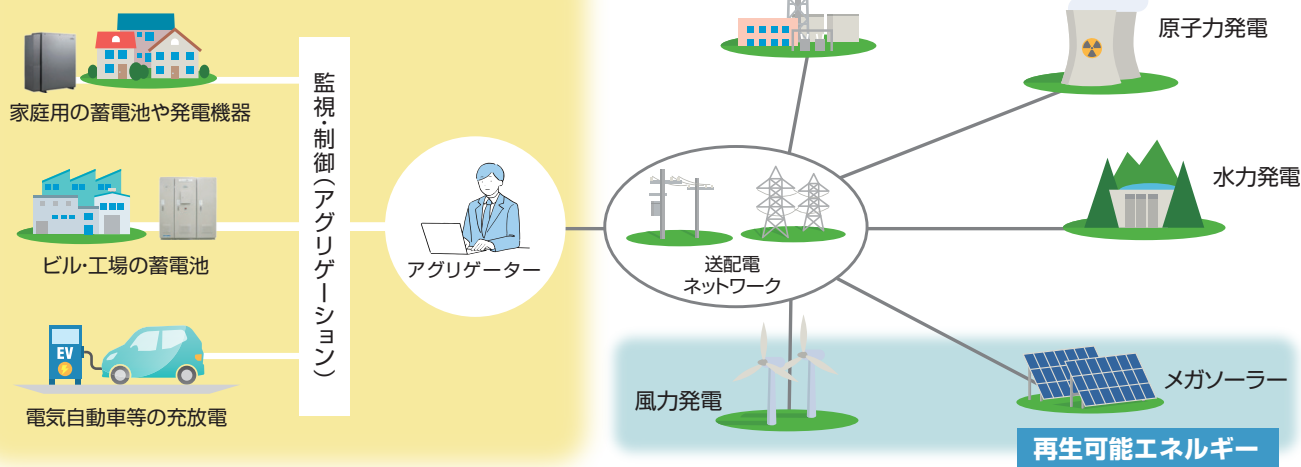 家庭用の蓄電池や発電機器
ビル・工場の蓄電池
EV
電気自動車等の充放電
監視・制御（アグリゲーション）
アグリゲーター
送配電
ネットワーク
原子力発電
水力発電
風力発電
メガソーラー
再生可能エネルギー